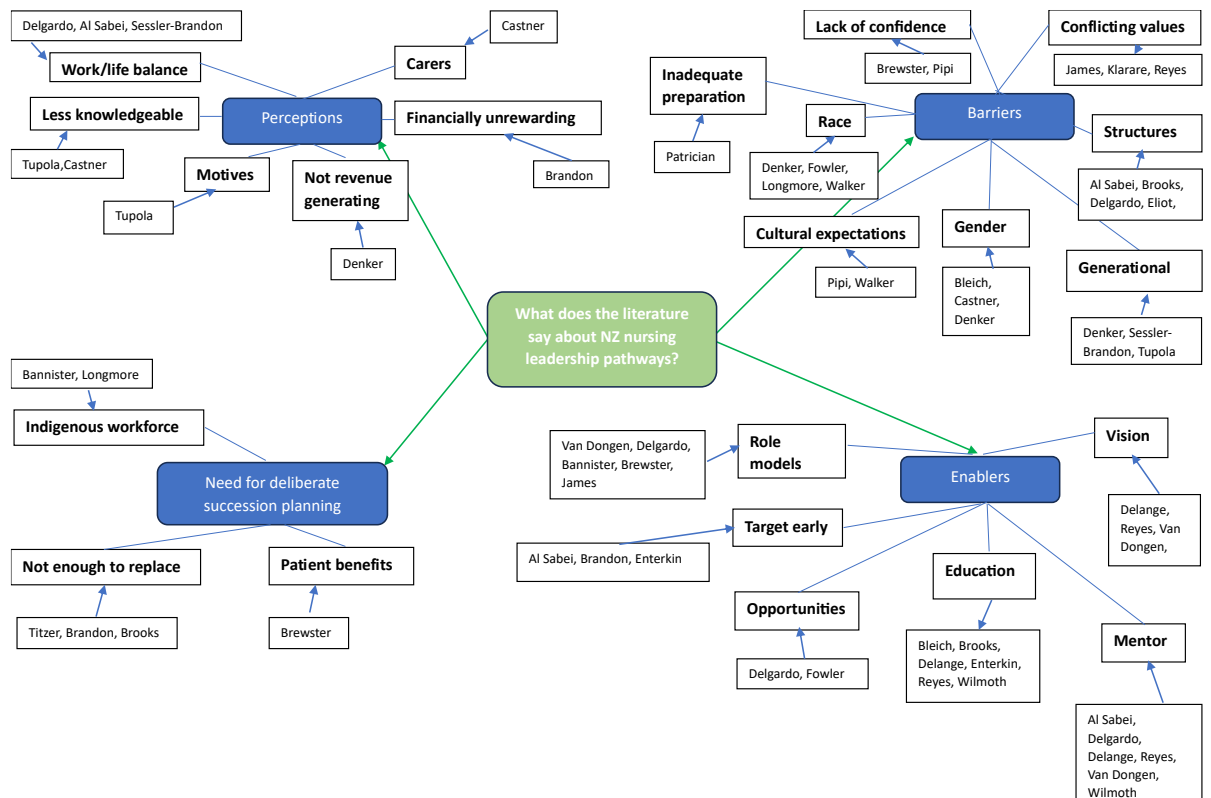 Delgardo, Al Sabei, Sessler-Brandon
Work/life balance
Castner
Carers
Less knowledgeable
Tupola,Castner
Perceptions
Financially unrewarding
Brandon
Motives
Tupola
Not revenue
generating
Denker
Lack of confidence
Brewster, Pipi
Conflicting values
James, Klarare, Reyes
Inadequate
preparation
Patrician
Race
Denker, Fowler,
Longmore, Walker
Barriers
Structures
Al Sabei, Brooks,
Delgardo, Eliot,
Cultural expectations
Pipi, Walker
Gender
Bleich,
Castner,
Denker
Generational
Denker, Sessler-
Brandon, Tupola
What does the literature
say about NZ nursing
leadership pathways?
Bannister, Longmore
Indigenous workforce
Need for deliberate
succession planning
Not enough to replace
Titzer, Brandon, Brooks
Patient benefits
Brewster
Van Dongen, Delgardo,
Bannister, Brewster,
James
Role
models
Vision
Delange,
Reyes, Van
Dongen,
Enablers
Target early
Al Sabei, Brandon, Enterkin
Opportunities
Delgardo, Fowler
Education
Bleich, Brooks,
Delange, Enterkin,
Reyes, Wilmoth
Mentor
Al Sabei,
Delgardo,
Delange, Reyes,
Van Dongen,
Wilmoth